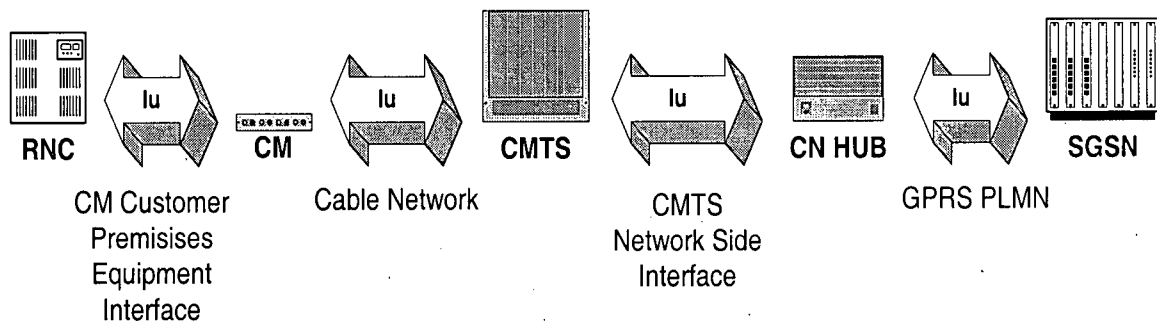 Iu Iu Iu Iu
RNC CM CMTS CN HUB SGSN
CM Customer
Premisises
Equipment
Interface
Cable Network
CMTS
Network Side
Interface
GPRS PLMN